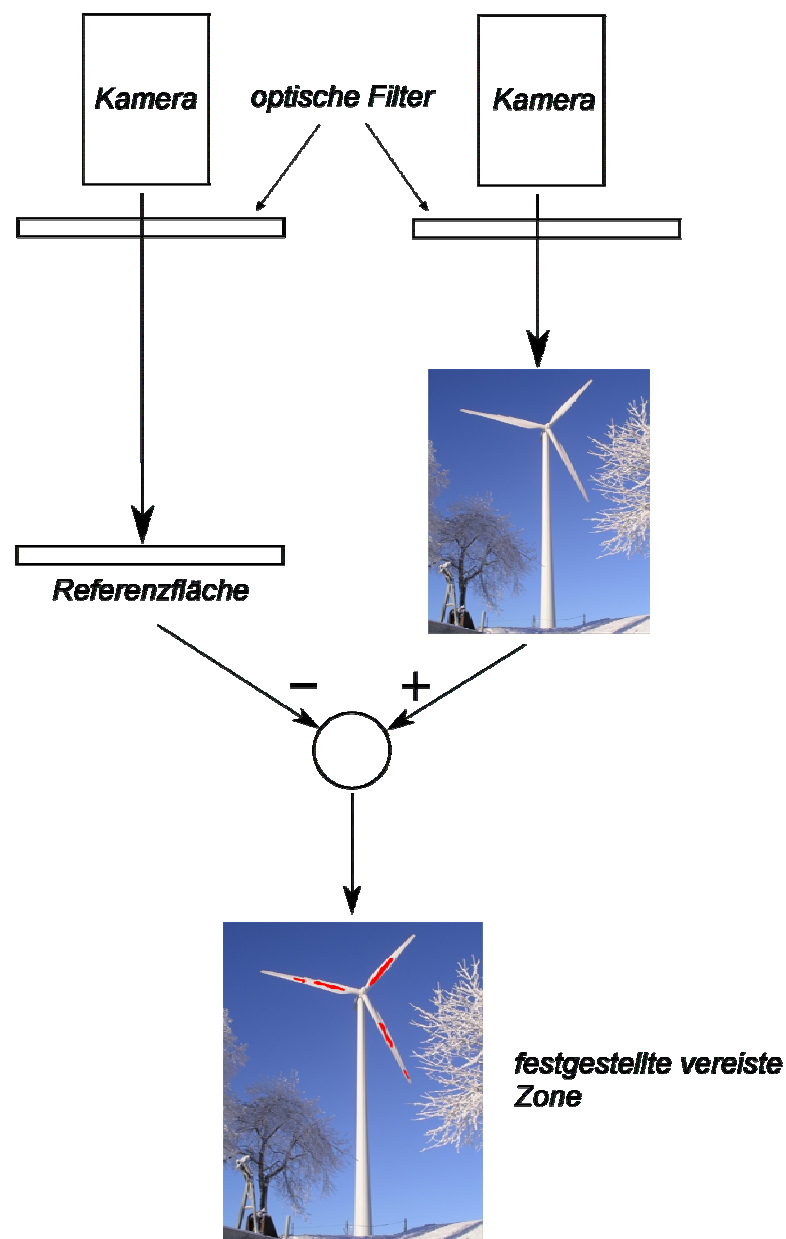 Kamera
optische Filter
Kamera
Referenzfläche
−
+
festgestellte vereiste
Zone